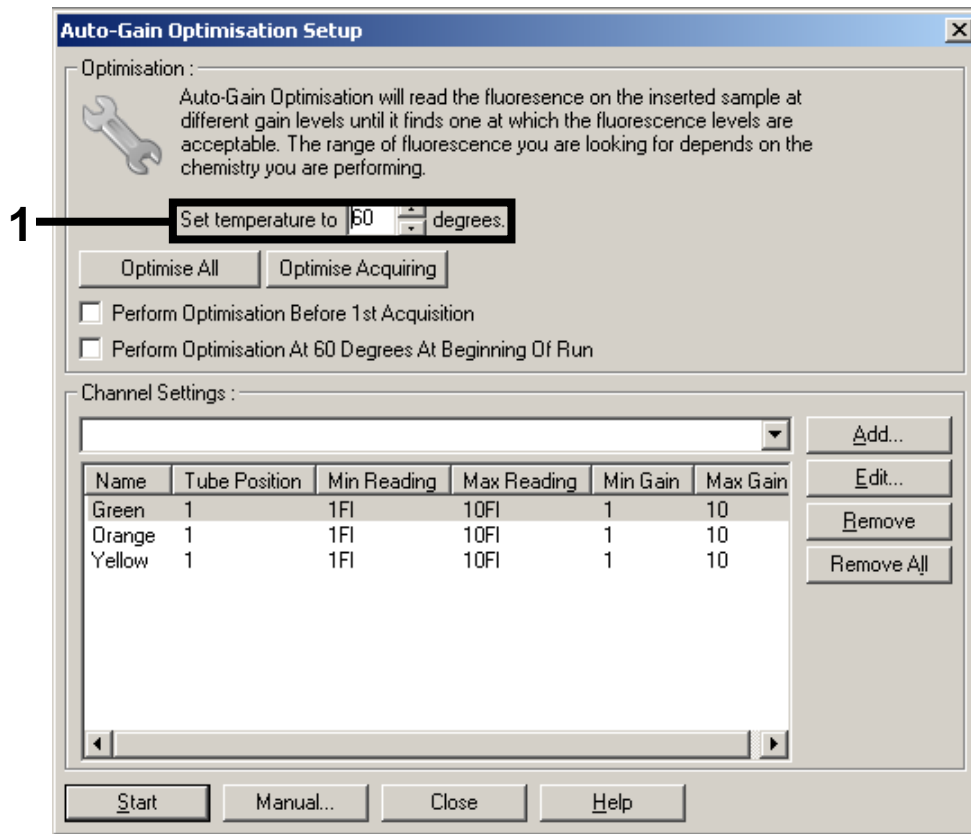 Auto-Gain Optimisation Setup
Optimisation :
Auto-Gain Optimisation will read the fluoresence on the inserted sample at
different gain levels until it finds one at which the fluorescence levels are
acceptable. The range of fluorescence you are looking for depends on the
chemistry you are performing.
1 Set temperature to 60 degrees.
Optimise All Optimise Acquiring
Perform Optimisation Before 1st Acquisition
Perform Optimisation At 60 Degrees At Beginning Of Run
Channel Settings :
Add...
Name Tube Position Min Reading Max Reading Min Gain Max Gain Edit...
Green 1 1Fl 10Fl 1 10
Remove
Orange 1 1Fl 10Fl 1 10
Yellow 1 1Fl 10Fl 1 10
Remove All
Start Manual... Close Help